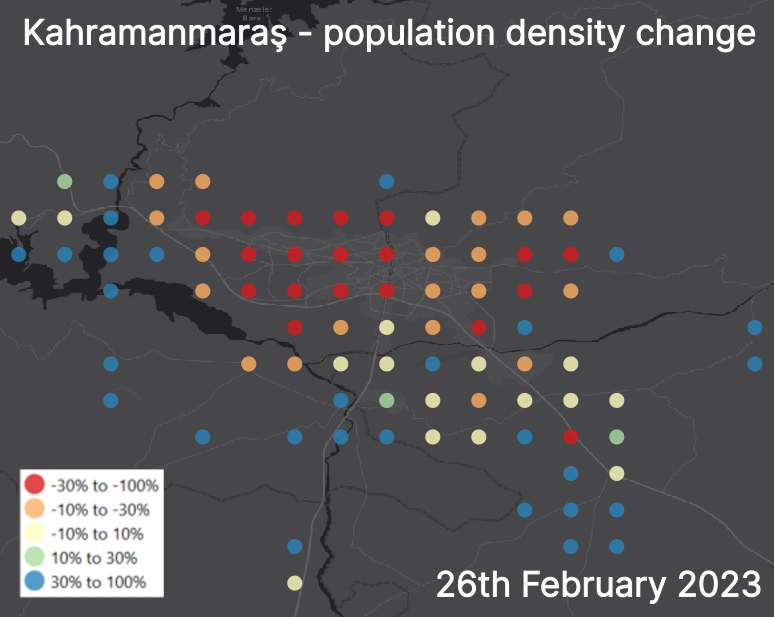 Menzelet
Kahramanmaraş - population density change
-30% to -100%
-10% to -30%
-10% to 10%
10% to 30%
30% to 100%
26th February 2023